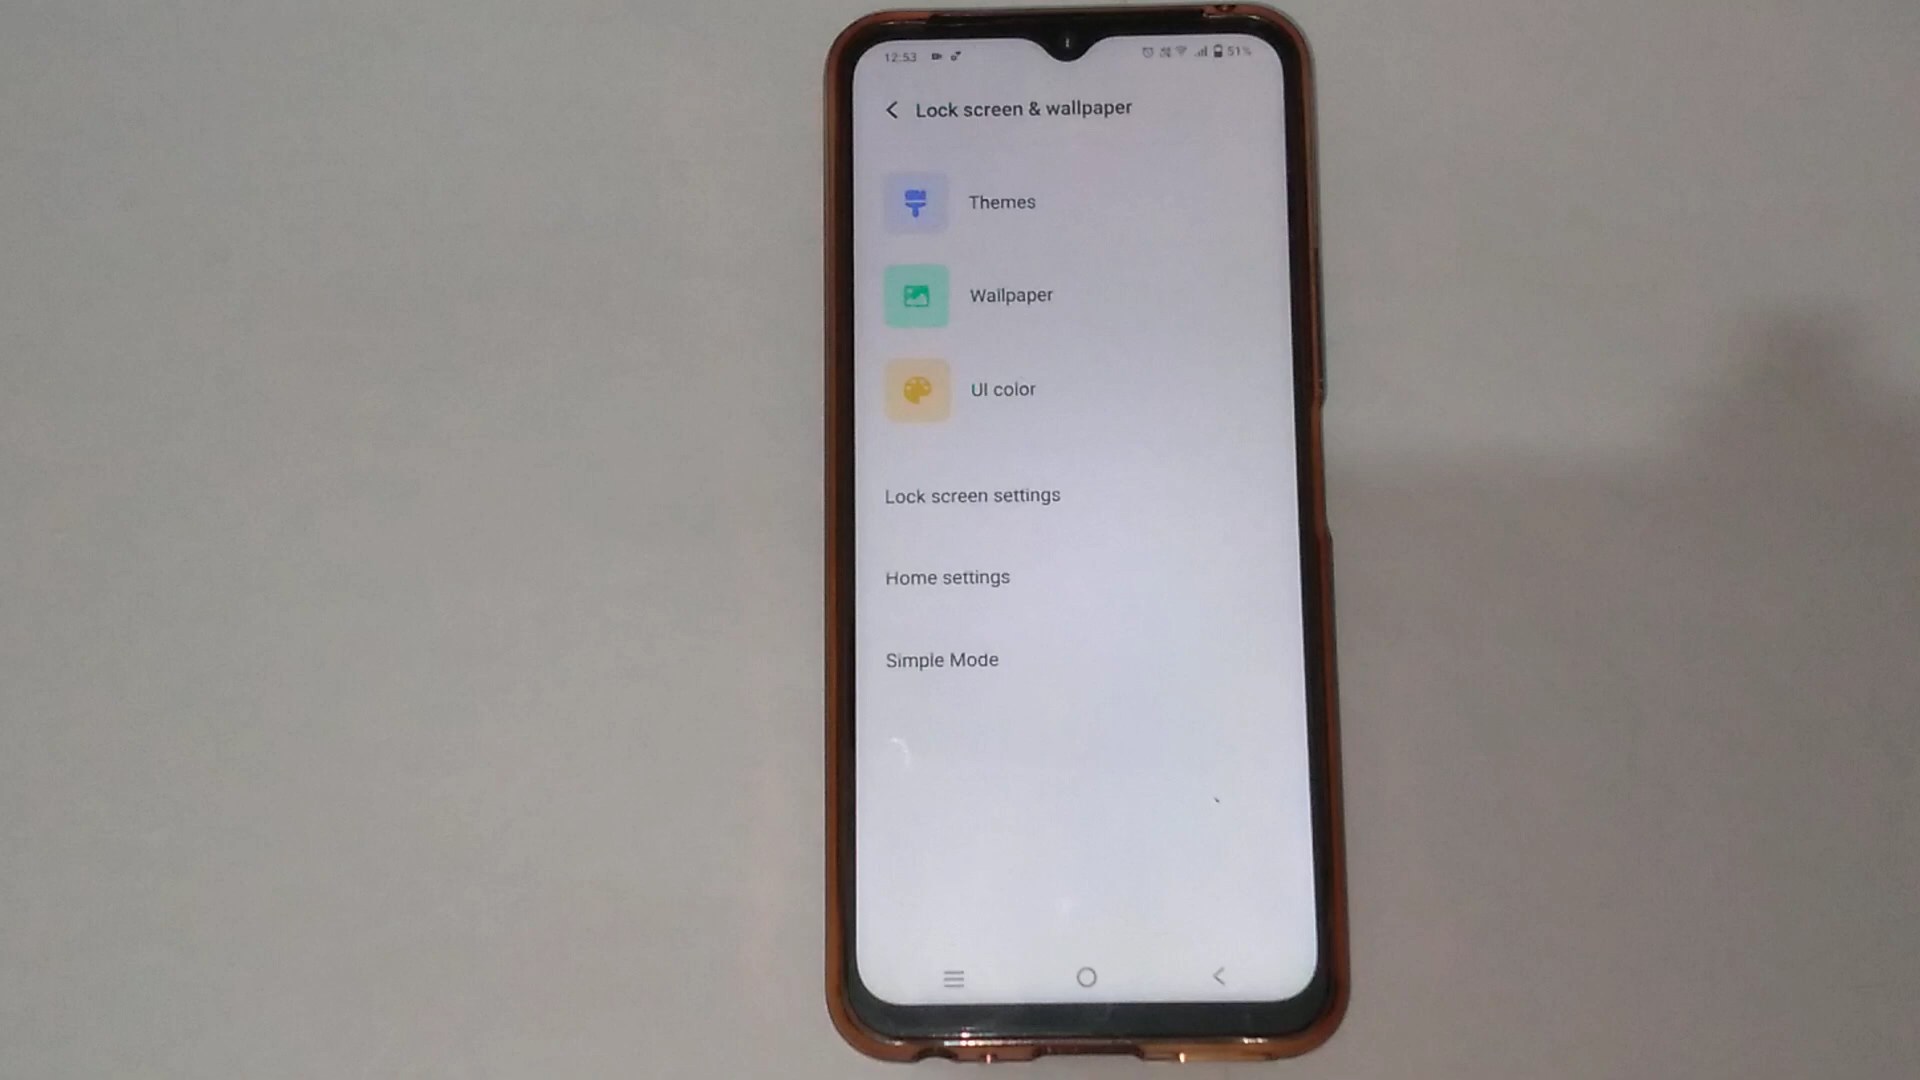 12:53
51%
Lock screen & wallpaper
Themes
Wallpaper
UI color
Lock screen settings
Home settings
Simple Mode